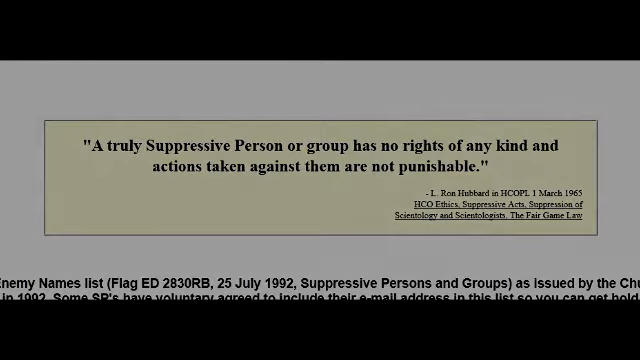 "A truly Suppressive Person or group has no rights of any kind and
actions taken against them are not punishable."
- L. Ron Hubbard in HCOPL 1 March 1965
HCO Ethics, Suppressive Acts, Suppression of
Scientology and Scientologists, The Fair Game Law
Enemy Names list (Flag ED 2830RB, 25 July 1992, Suppressive Persons and Groups) as issued by the Chu
in 1992. Some SP's have voluntary agreed to include their e-mail address in this list so you can get hold